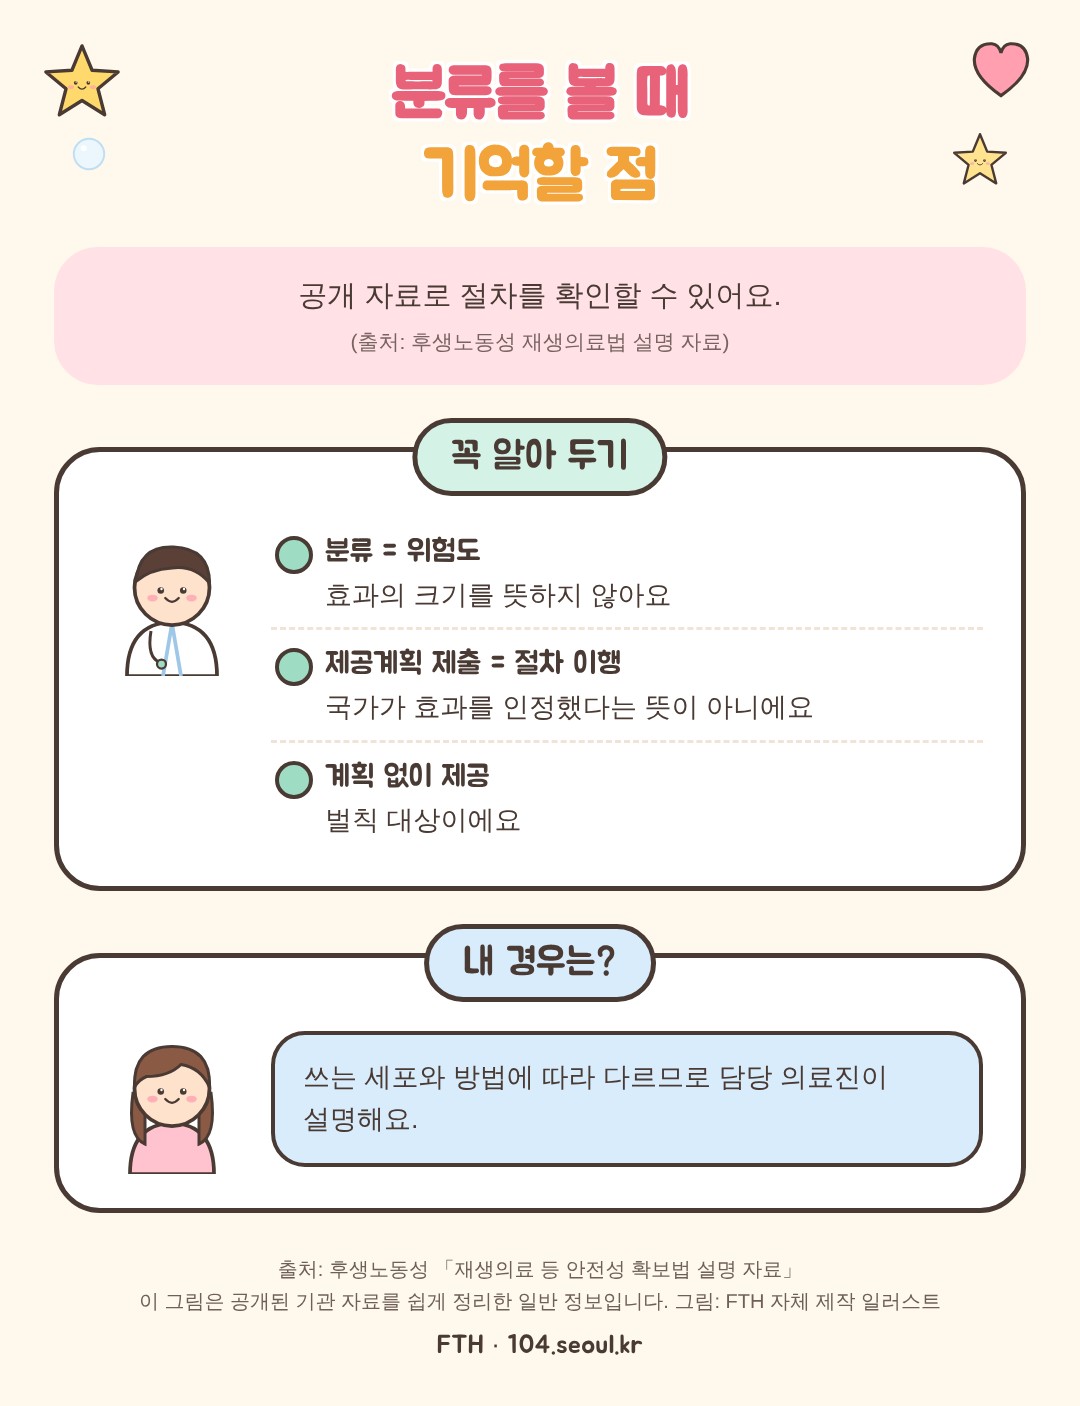 분류를 볼 때
기억할 점
공개 자료로 절차를 확인할 수 있어요.
(출처: 후생노동성 재생의료법 설명 자료)
꼭 알아 두기
분류 = 위험도
효과의 크기를 뜻하지 않아요
제공계획 제출 = 절차 이행
국가가 효과를 인정했다는 뜻이 아니에요
계획 없이 제공
벌칙 대상이에요
내 경우는?
쓰는 세포와 방법에 따라 다르므로 담당 의료진이
설명해요.
출처: 후생노동성 「재생의료 등 안전성 확보법 설명 자료」
이 그림은 공개된 기관 자료를 쉽게 정리한 일반 정보입니다. 그림: FTH 자체 제작 일러스트
FTH · 104.seoul.kr